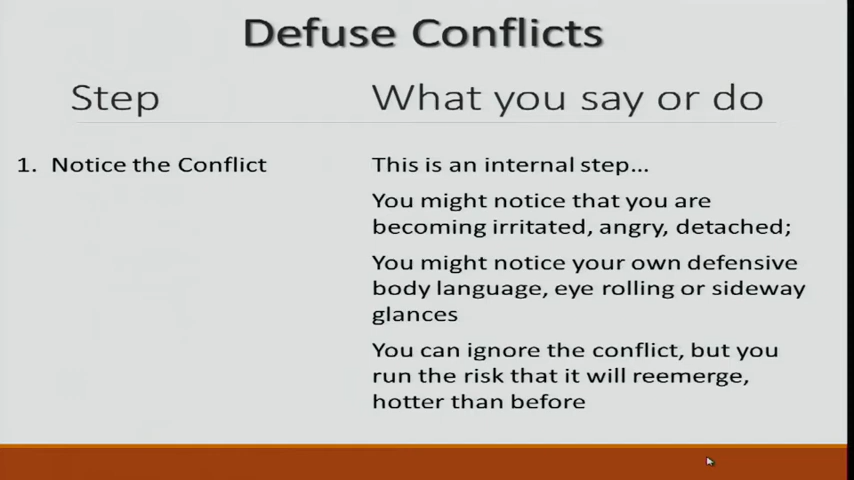 Defuse Conflicts
Step
What you say or do
1. Notice the Conflict
This is an internal step...
You might notice that you are
becoming irritated, angry, detached;
You might notice your own defensive
body language, eye rolling or sideway
glances
You can ignore the conflict, but you
run the risk that it will reemerge,
hotter than before